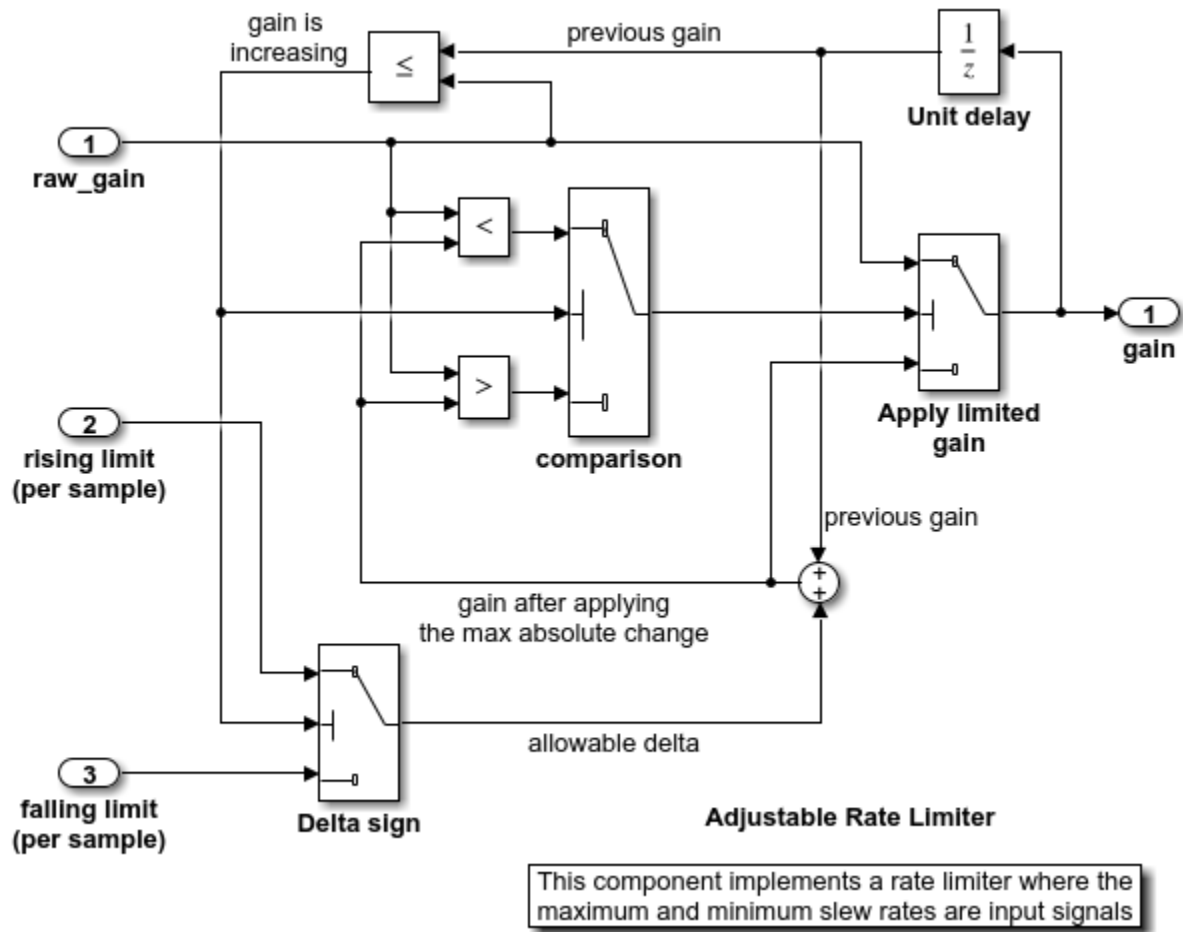 gain is
increasing
≤
previous gain
1
z
Unit delay
1
raw_gain
<
>
comparison
Apply limited
gain
1
gain
2
rising limit
(per sample)
previous gain
+
+
gain after applying
the max absolute change
allowable delta
3
falling limit
(per sample)
Delta sign
Adjustable Rate Limiter
This component implements a rate limiter where the
maximum and minimum slew rates are input signals